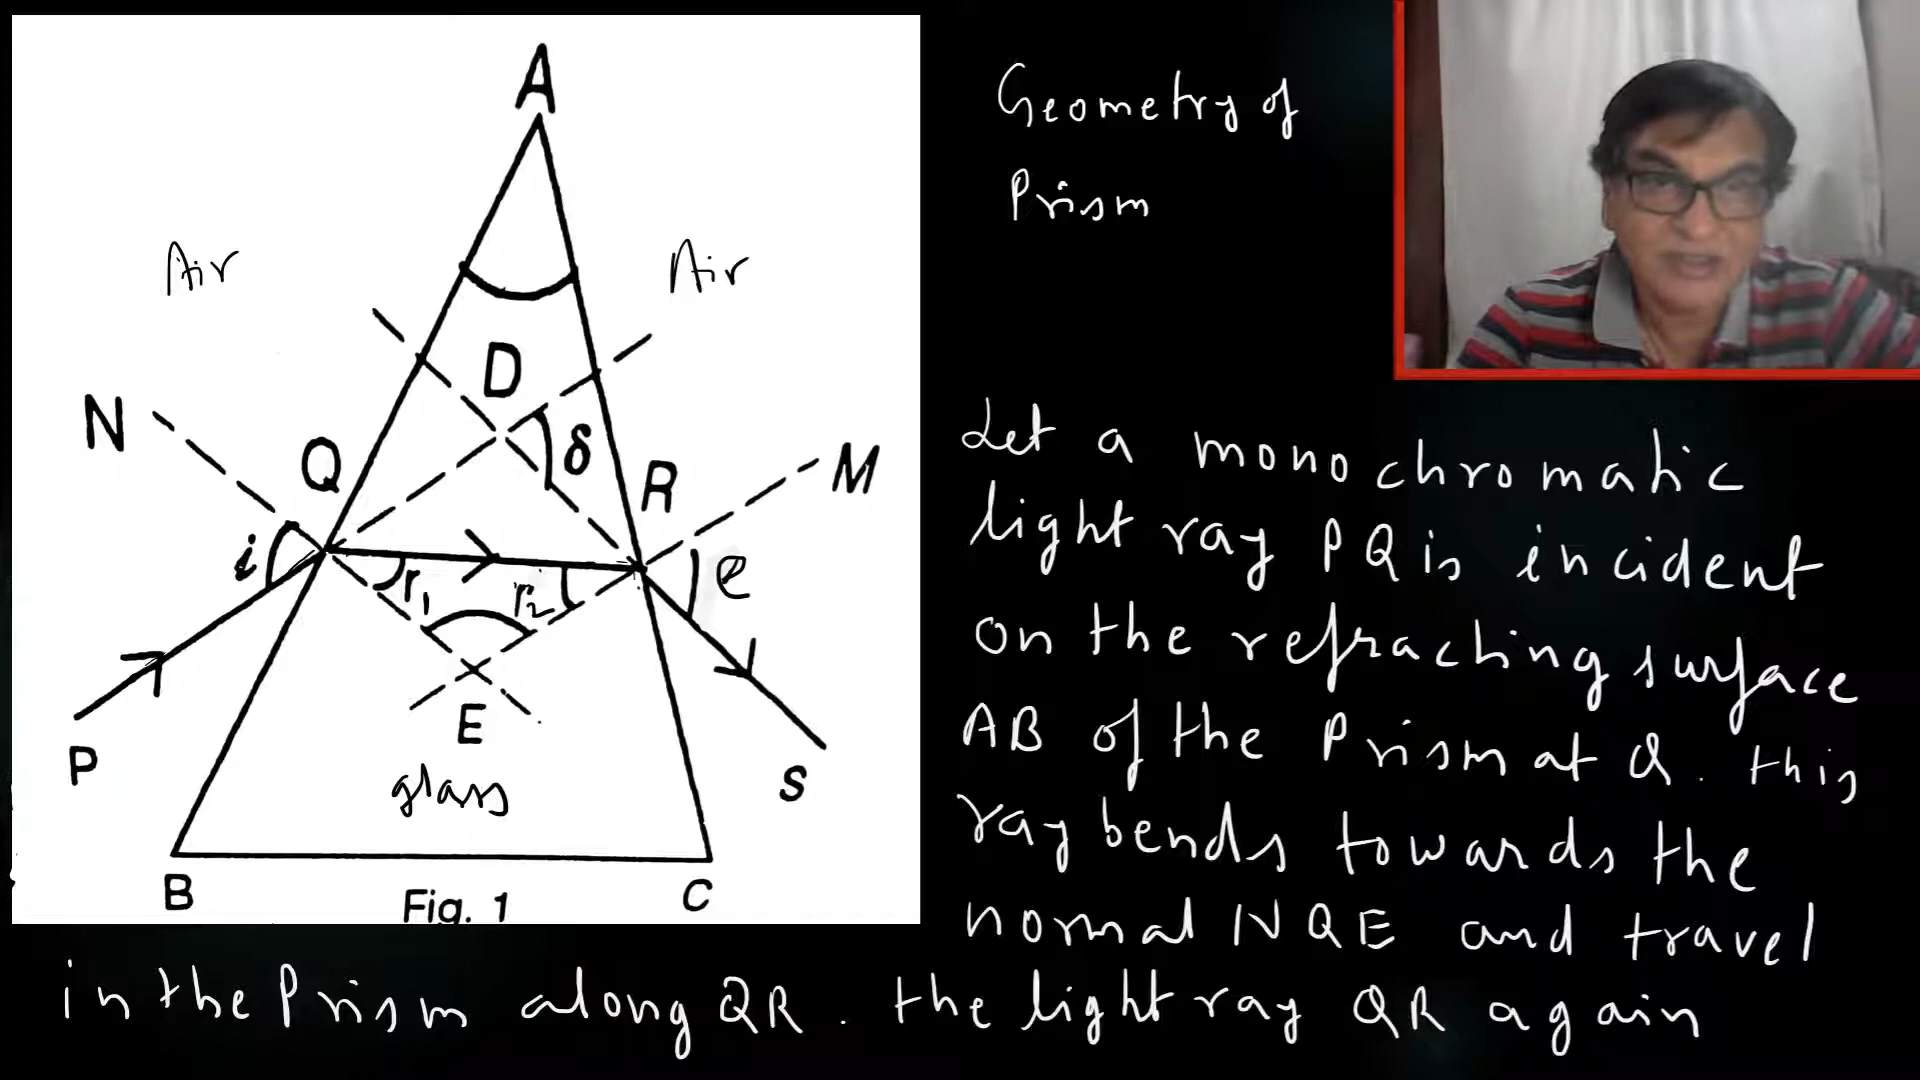 A
Air
Air
D
N
Q
δ
R
M
i
r₁
r₂
e
E
P
S
glass
B
C
Fig. 1
Geometry of
Prism
Let a monochromatic
light ray PQ is incident
on the refracting surface
AB of the Prism at Q. this
ray bends towards the
normal NQE and travel
in the Prism along QR. the light ray QR again